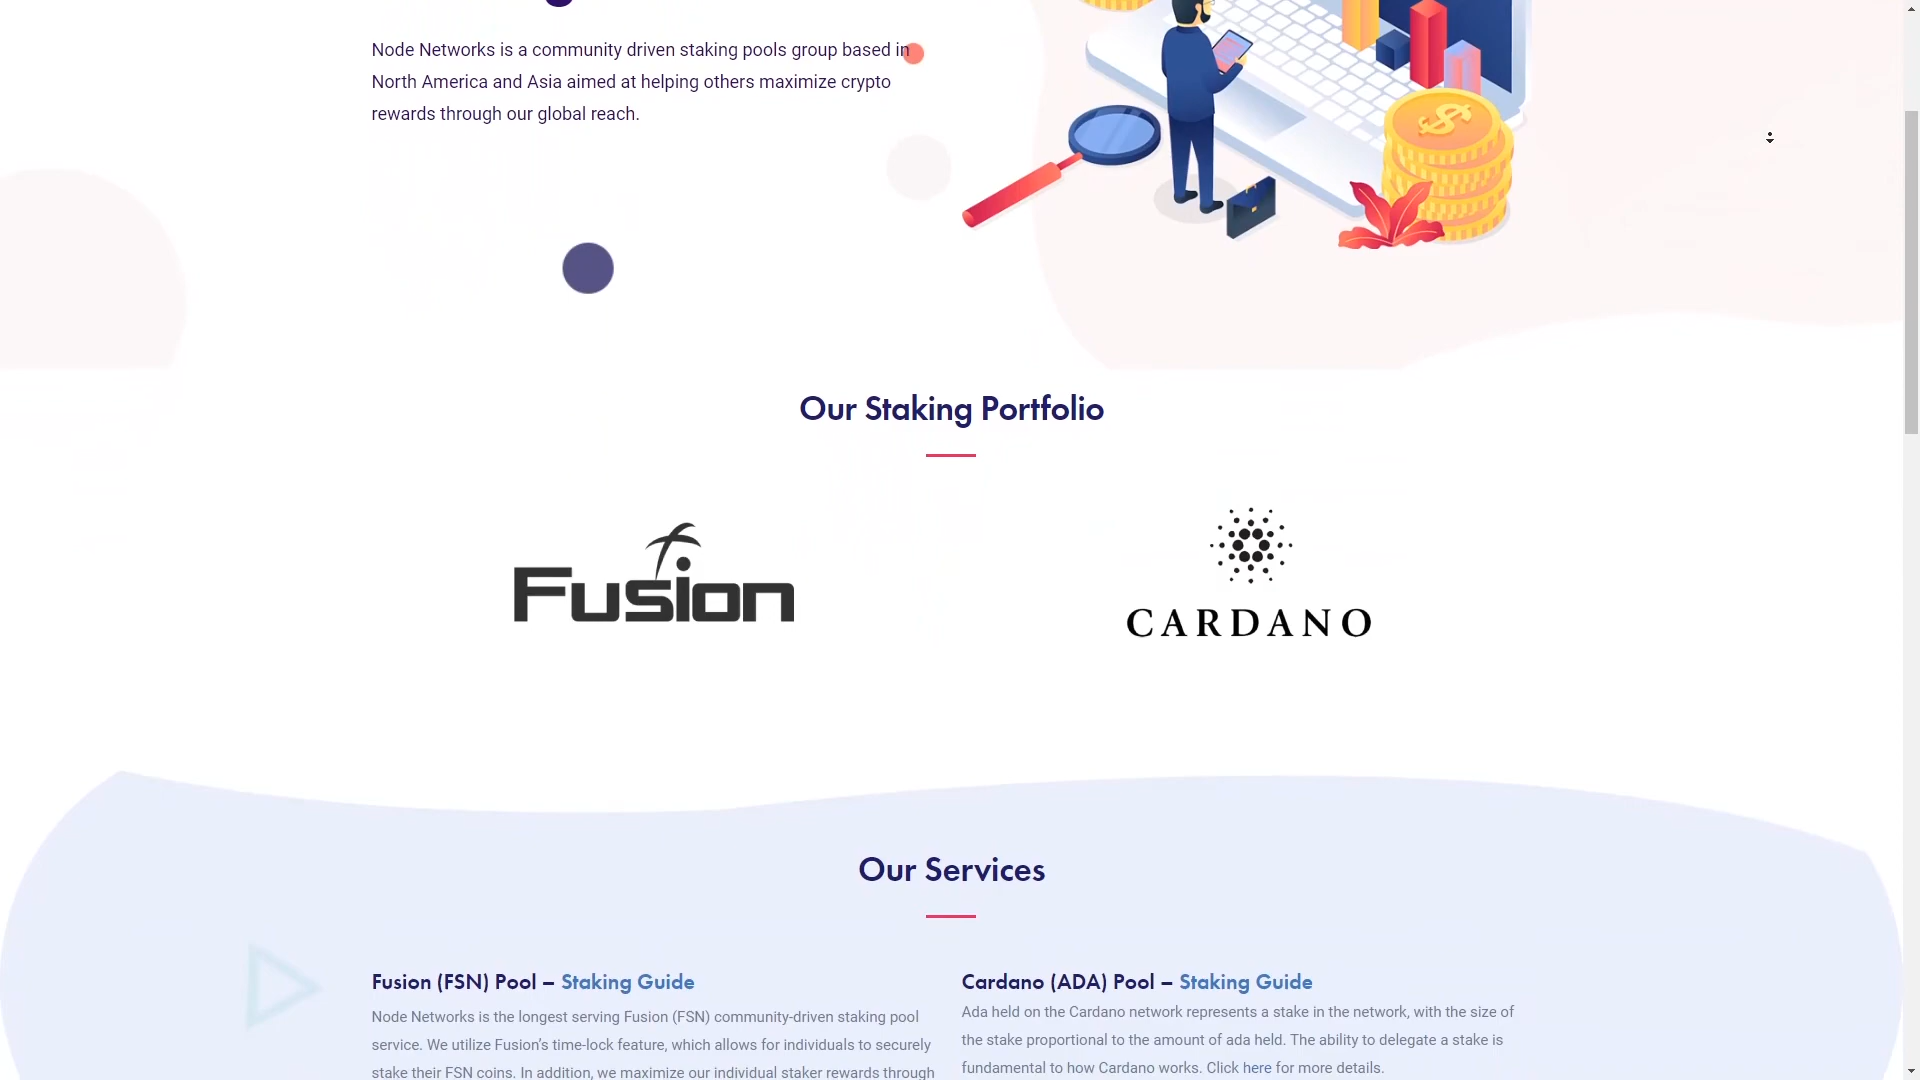 Node Networks is a community driven staking pools group based in
North America and Asia aimed at helping others maximize crypto
rewards through our global reach.
Our Staking Portfolio
Fusion
CARDANO
Our Services
Fusion (FSN) Pool – Staking Guide
Node Networks is the longest serving Fusion (FSN) community-driven staking pool
service. We utilize Fusion’s time-lock feature, which allows for individuals to securely
stake their FSN coins. In addition, we maximize our individual staker rewards through
Cardano (ADA) Pool – Staking Guide
Ada held on the Cardano network represents a stake in the network, with the size of
the stake proportional to the amount of ada held. The ability to delegate a stake is
fundamental to how Cardano works. Click here for more details.